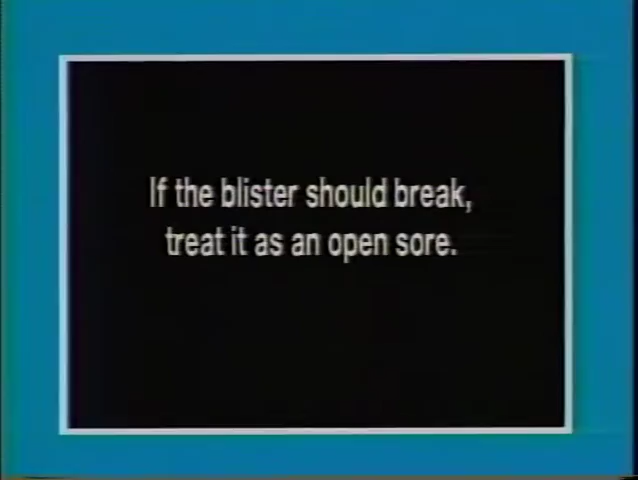 If the blister should break,
treat it as an open sore.